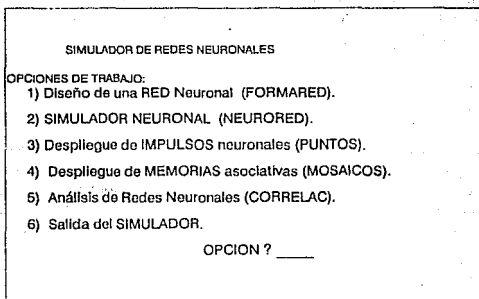 SIMULADOR DE REDES NEURONALES
OPCIONES DE TRABAJO:
1) Diseño de una RED Neuronal (FORMARED).
2) SIMULADOR NEURONAL (NEURORED).
3) Despliegue de IMPULSOS neuronales (PUNTOS).
4) Despliegue de MEMORIAS asociativas (MOSAICOS).
5) Análisis de Redes Neuronales (CORRELAC).
6) Salida del SIMULADOR.
OPCION ? ____